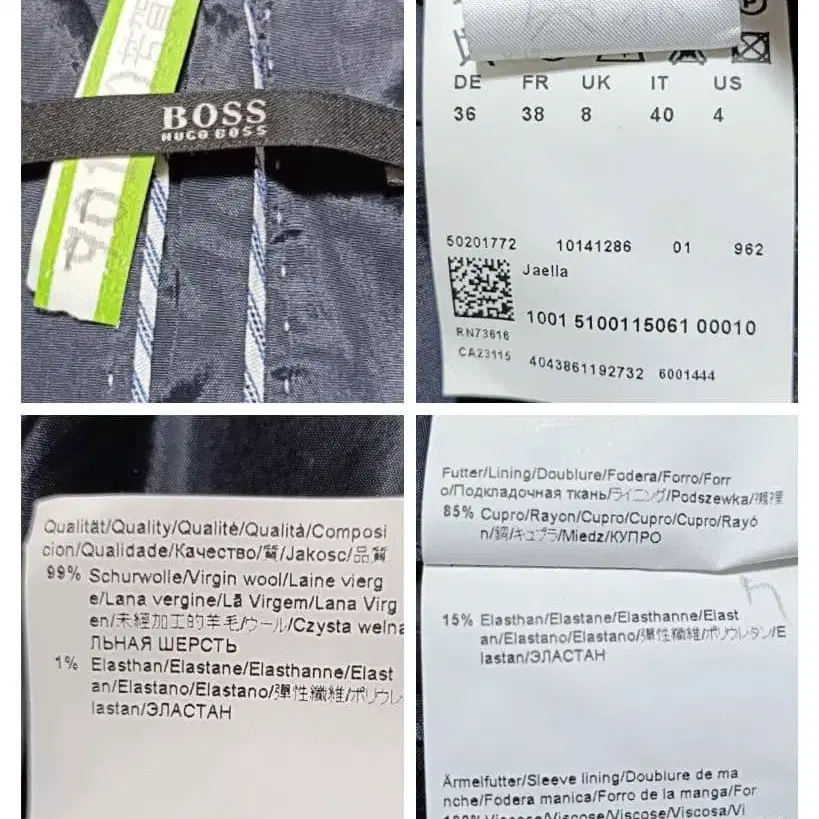 BOSS
HUGO BOSS
DE FR UK IT US
36 38 8 40 4
50201772 10141286 01 962
Jaella
1001 5100115061 00010
RN73616
CA23115 4043861192732 6001444
Qualität/Quality/Qualité/Qualità/Composi
cion/Qualidade/Качество/質/Jakosc/品質
99% Schurwolle/Virgin wool/Laine vierg
e/Lana vergine/Lã Virgem/Lana Virg
en/未經加工的羊毛/ウール/Czysta wełna
ЛЬНАЯ ШЕРСТЬ
1% Elasthan/Elastane/Elasthanne/Elast
an/Elastano/Elastano/彈性纖維/ポリウレ
lastan/ЭЛАСТАН
Futter/Lining/Doublure/Fodera/Forro/Forr
o/Подкладочная ткань/ライニング/Podszewka/
85% Cupro/Rayon/Cupro/Cupro/Cupro/Rayó
n/銅/キュプラ/Miedz/КУПРО
15% Elasthan/Elastane/Elasthanne/Elast
an/Elastano/Elastano/彈性纖維/ポリウレタン/E
lastan/ЭЛАСТАН
Ärmelfutter/Sleeve lining/Doublure de ma
nche/Fodera manica/Forro de la manga/For
100% Viscose/Viscose/Viscose/Viscosa/Vi